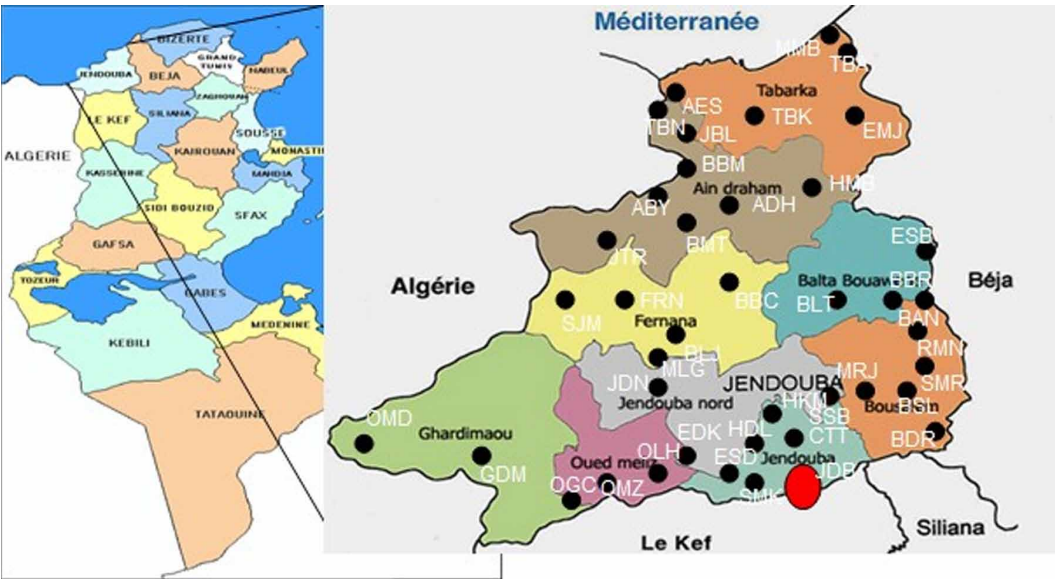 BIZERTE
GRAND
TUNIS
JENDOUBA
BEJA
NABEUL
ZAGHOUAN
LE KEF
SILIANA
SOUSSE
ALGERIE
KAIROUAN
MONASTI
KASSERINE
MAHDIA
SIDI BOUZID
SFAX
GAFSA
TOZEUR
GABES
MEDENINE
KEBILI
TATAOUINE
Méditerranée
MMB
TBA
Tabarka
AES
TBN
TBK
EMJ
JBL
BBM
Ain draham
HMB
ABY
ADH
BMT
JTR
ESB
Algérie
Balta Bouaw
BBR
Béja
BLT
BAN
SJM
FRN
BBC
Fernana
RMN
BLJ
MLG
JDN
JENDOUBA
MRJ
SMR
Jendouba nord
HKM
SSB
BSL
OMD
Ghardimaou
EDK
HDL
CTT
BDR
OLH
ESD
Jendouba
JDB
GDM
Oued meliz
OGC
OMZ
SMK
Le Kef
Siliana